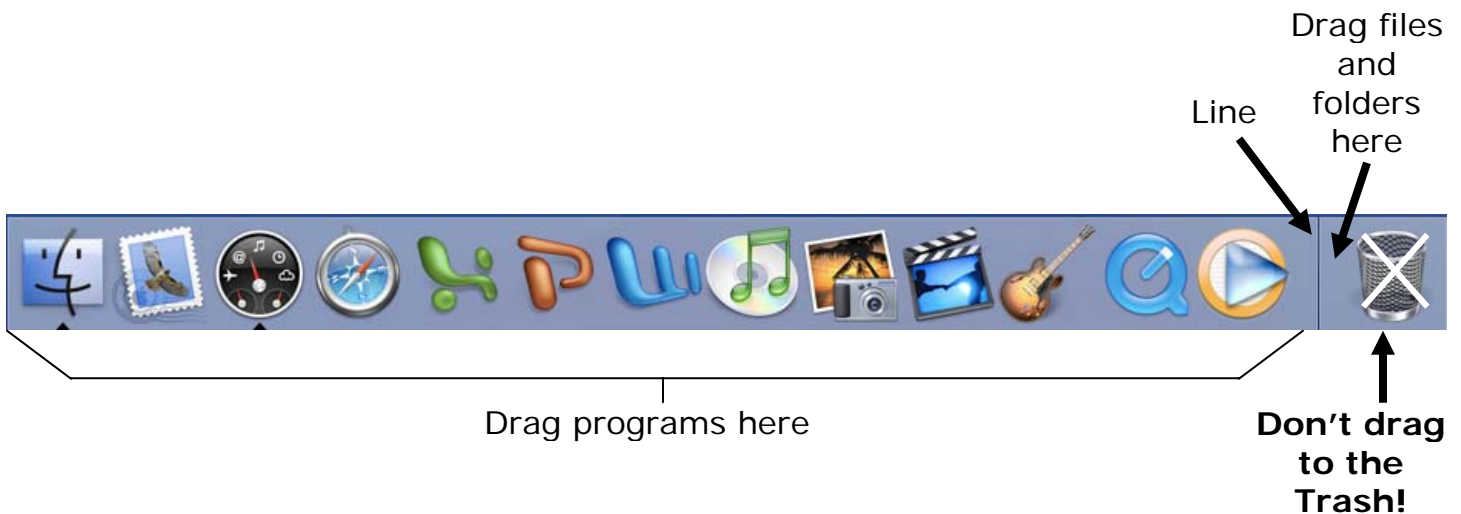 Drag files
and
folders
here
Line
Drag programs here
Don't drag
to the
Trash!